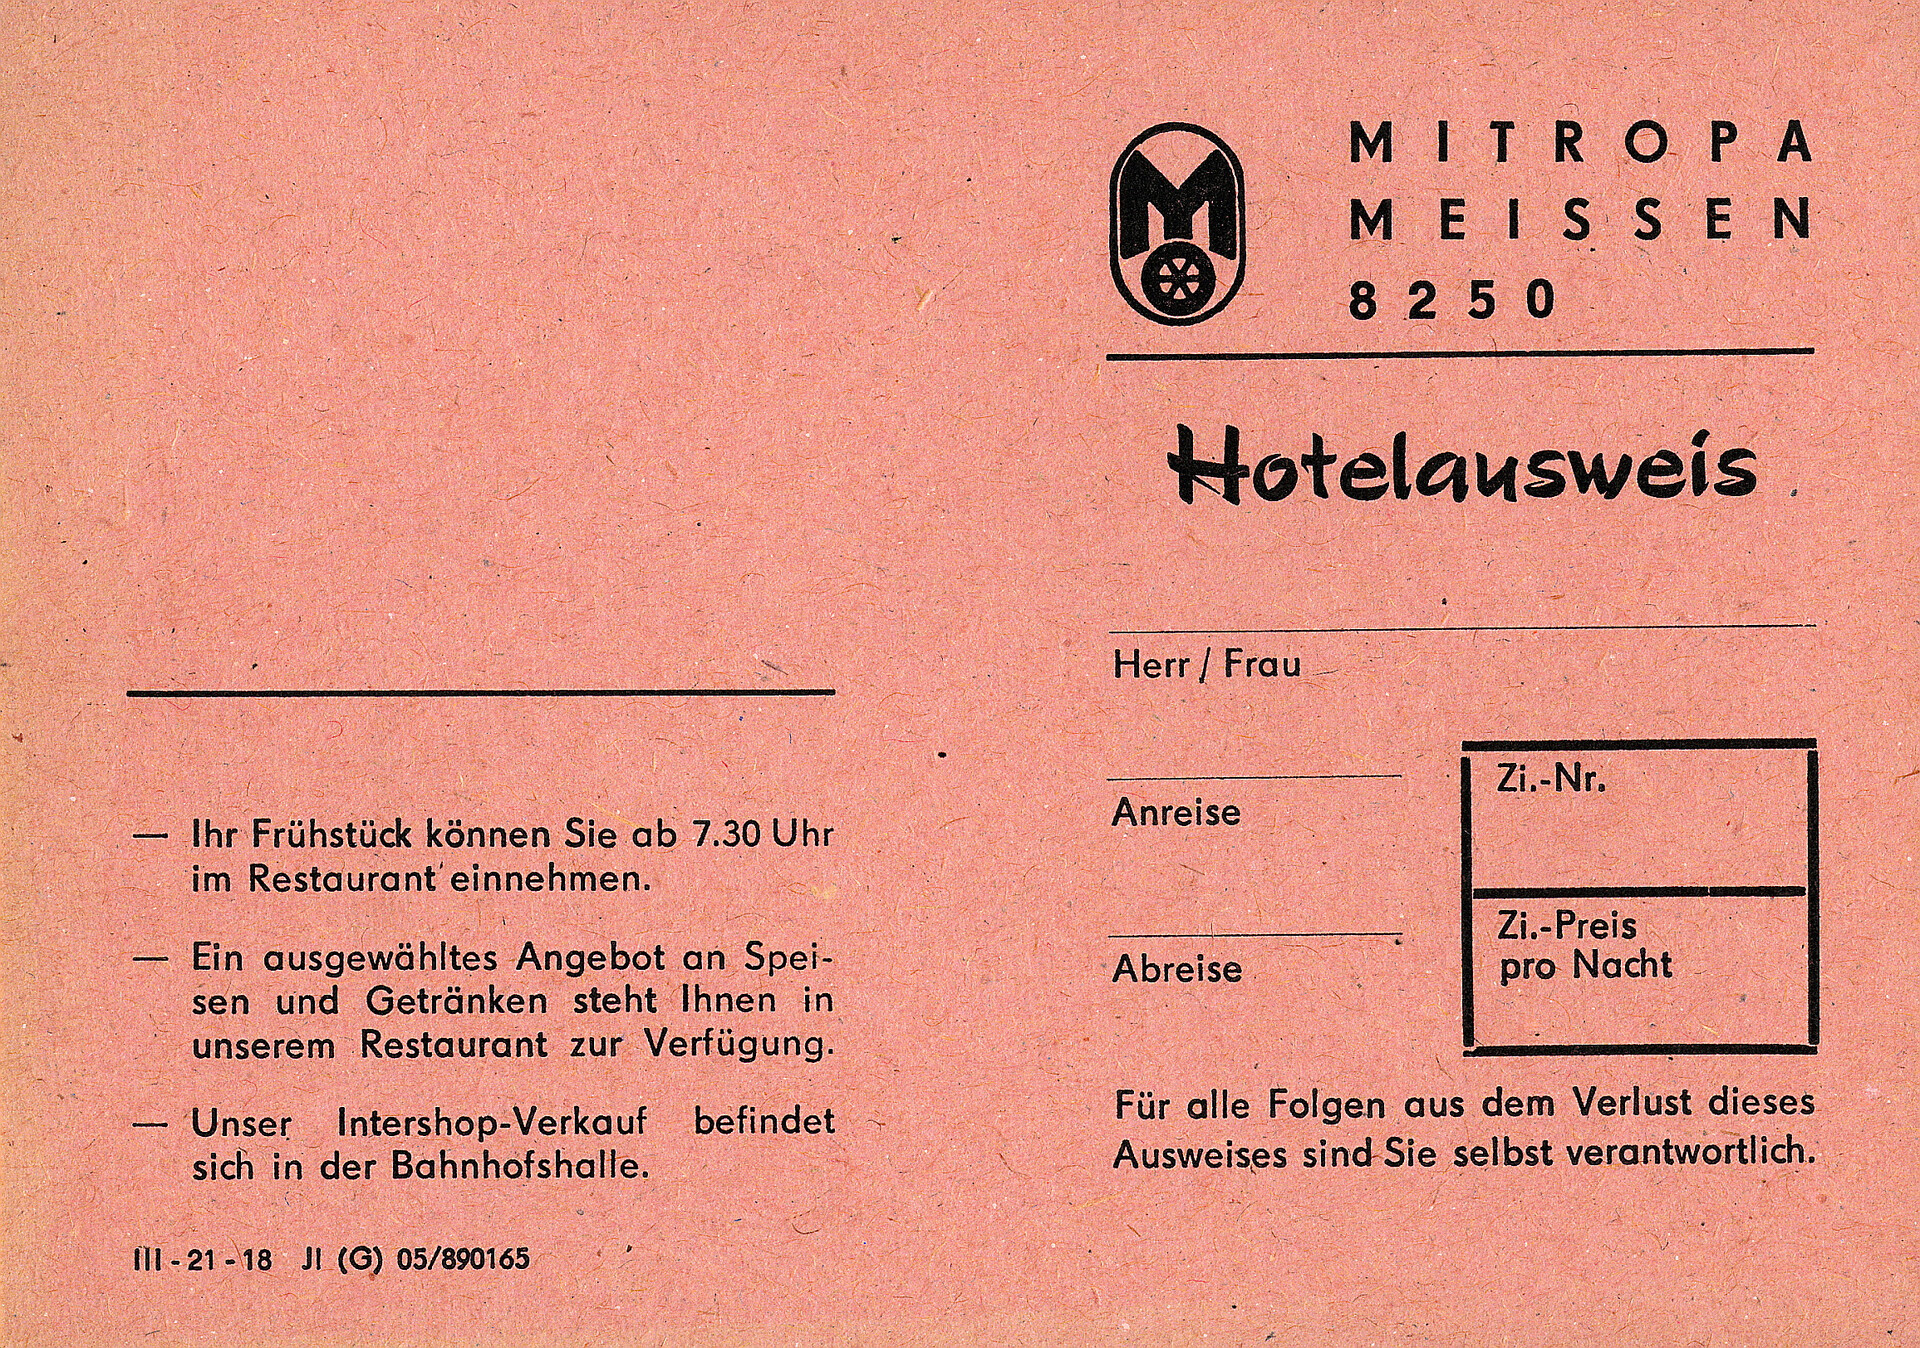 MITROPA
MEISSEN
8250
Hotelausweis
Herr / Frau
Anreise
Abreise
Zi.-Nr.
Zi.-Preis
pro Nacht
Für alle Folgen aus dem Verlust dieses
Ausweises sind Sie selbst verantwortlich.
— Ihr Frühstück können Sie ab 7.30 Uhr
im Restaurant einnehmen.
— Ein ausgewähltes Angebot an Spei-
sen und Getränken steht Ihnen in
unserem Restaurant zur Verfügung.
— Unser Intershop-Verkauf befindet
sich in der Bahnhofshalle.
III - 21 - 18 JI (G) 05/890165